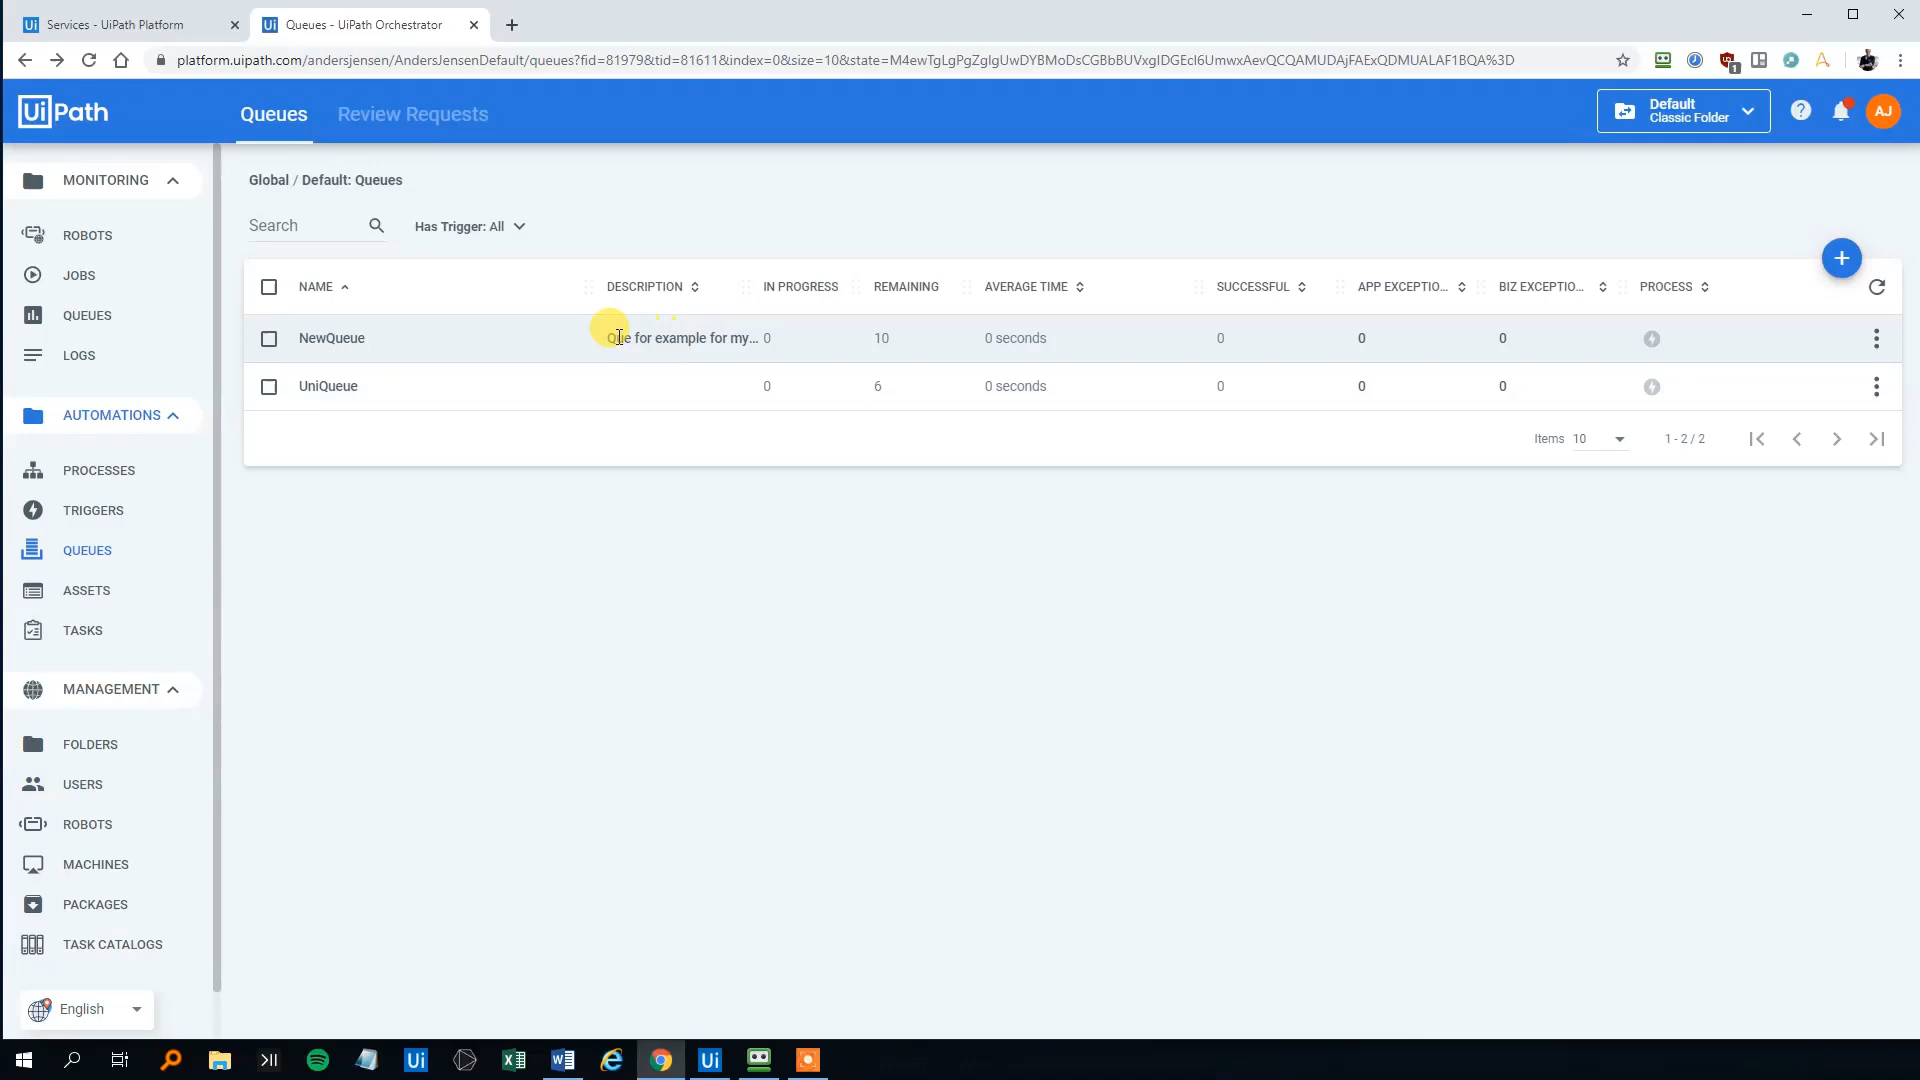 Services - UiPath Platform
Queues - UiPath Orchestrator
platform.uipath.com/andersjensen/AndersJensenDefault/queues?fid=81979&tid=81611&index=0&size=10&state=M4ewTgLgPgZglgUwDYBMoDsCGBbBUVxgIDGEcI6UmwxAevQCQAMUDAjFAExQDMUALAF1BQA%3D
1
UiPath
Queues
Review Requests
Default
Classic Folder
AJ
MONITORING
ROBOTS
JOBS
QUEUES
LOGS
AUTOMATIONS
PROCESSES
TRIGGERS
QUEUES
ASSETS
TASKS
MANAGEMENT
FOLDERS
USERS
ROBOTS
MACHINES
PACKAGES
TASK CATALOGS
English
Global / Default: Queues
Search
Has Trigger: All
NAME DESCRIPTION IN PROGRESS REMAINING AVERAGE TIME SUCCESSFUL APP EXCEPTIO... BIZ EXCEPTIO... PROCESS
NewQueue Que for example for my... 0 10 0 seconds 0 0 0
UniQueue 0 6 0 seconds 0 0 0
Items 10 1 - 2 / 2